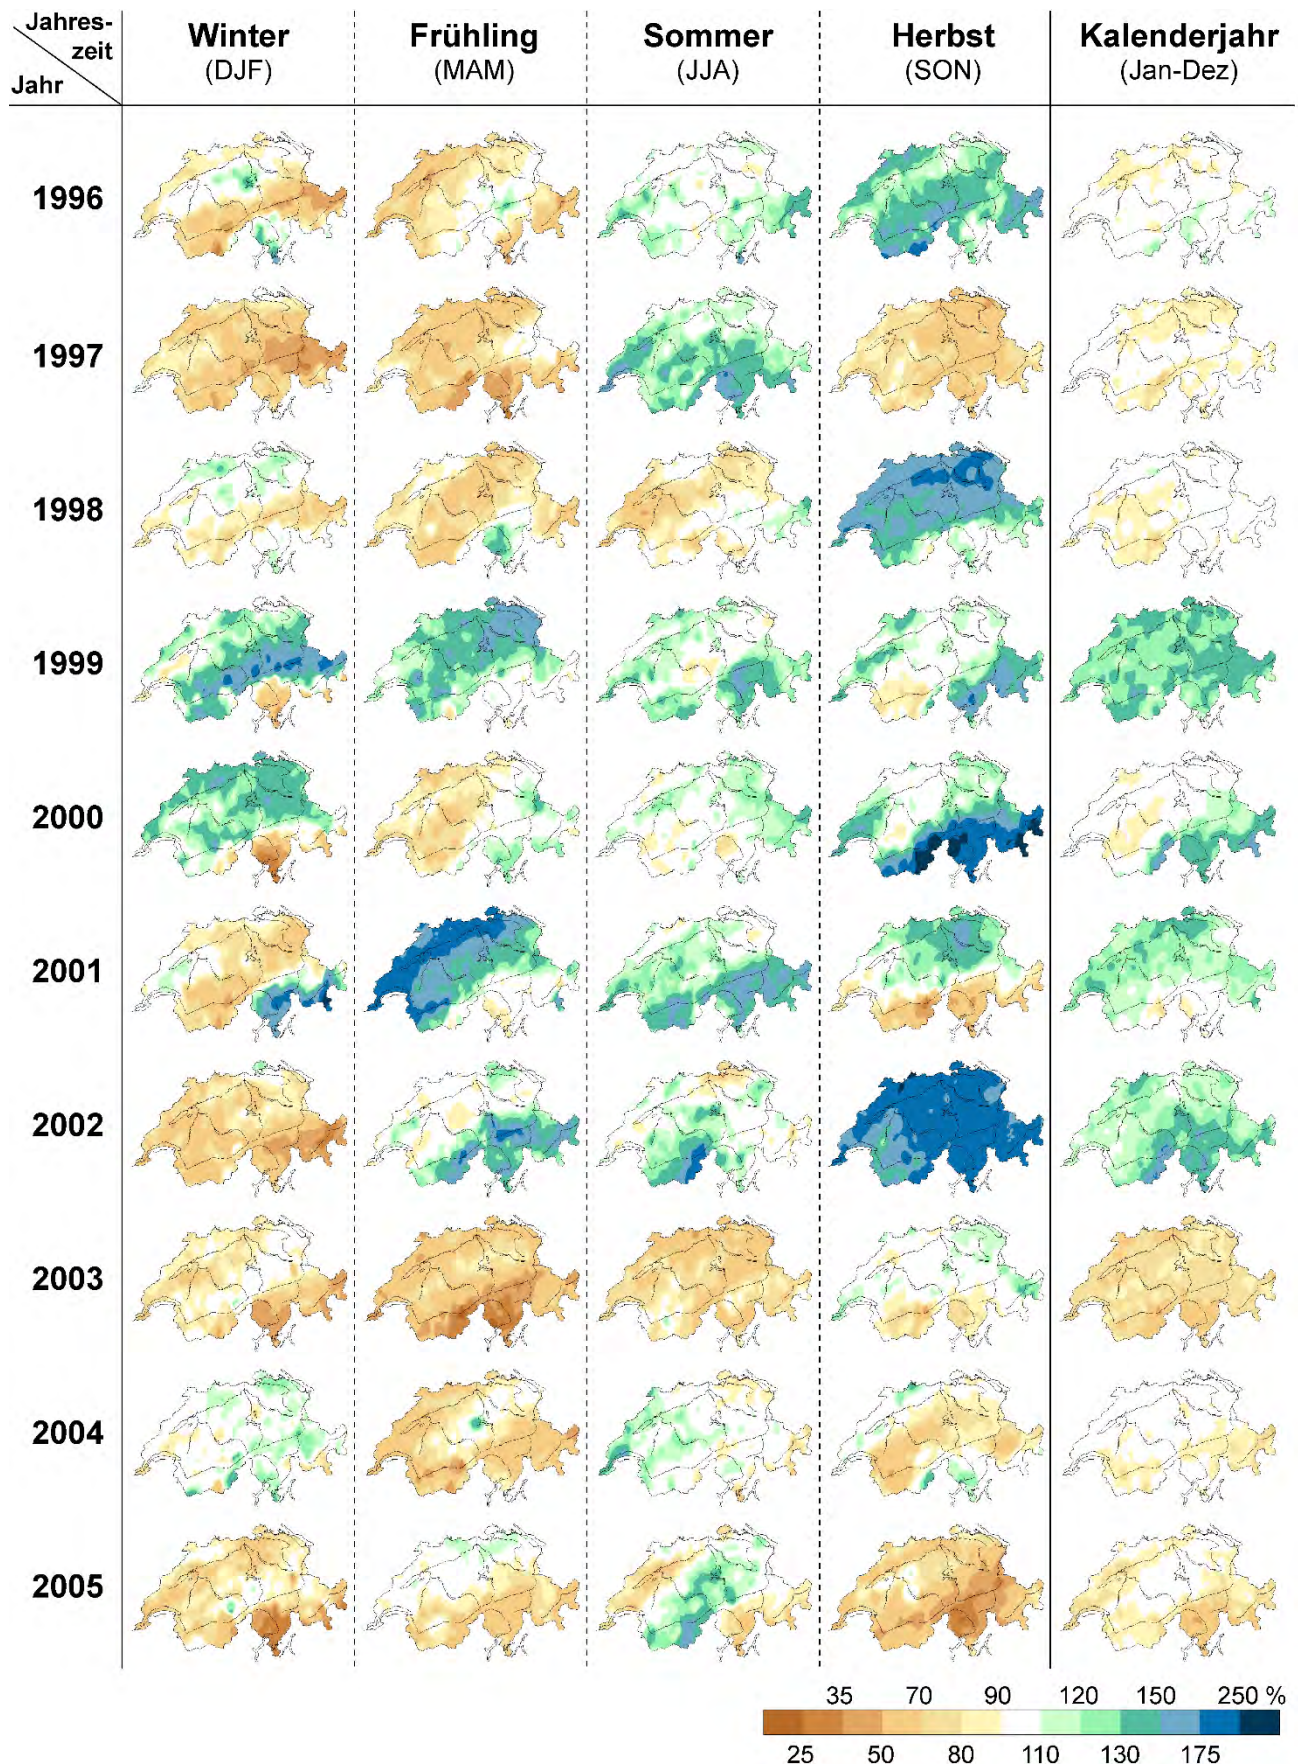 Jahres-
zeit
Jahr
Winter
(DJF)
Frühling
(MAM)
Sommer
(JJA)
Herbst
(SON)
Kalenderjahr
(Jan-Dez)
1996
1997
1998
1999
2000
2001
2002
2003
2004
2005
35 70 90 120 150 250 %
25 50 80 110 130 175